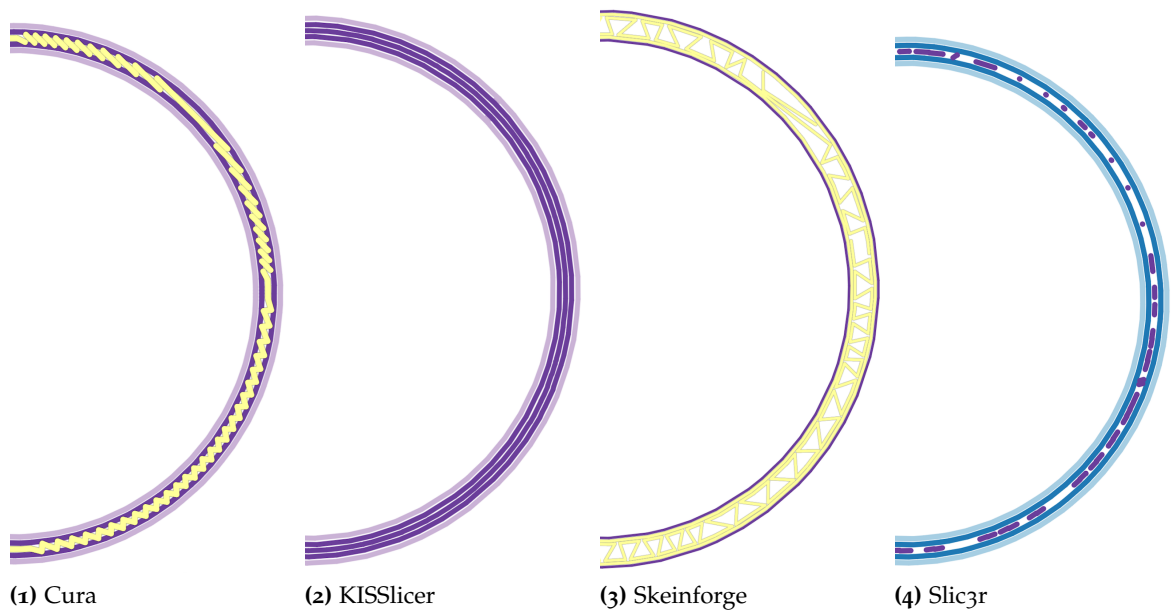 (1) Cura
(2) KISSlicer
(3) Skeinforge
(4) Slic3r